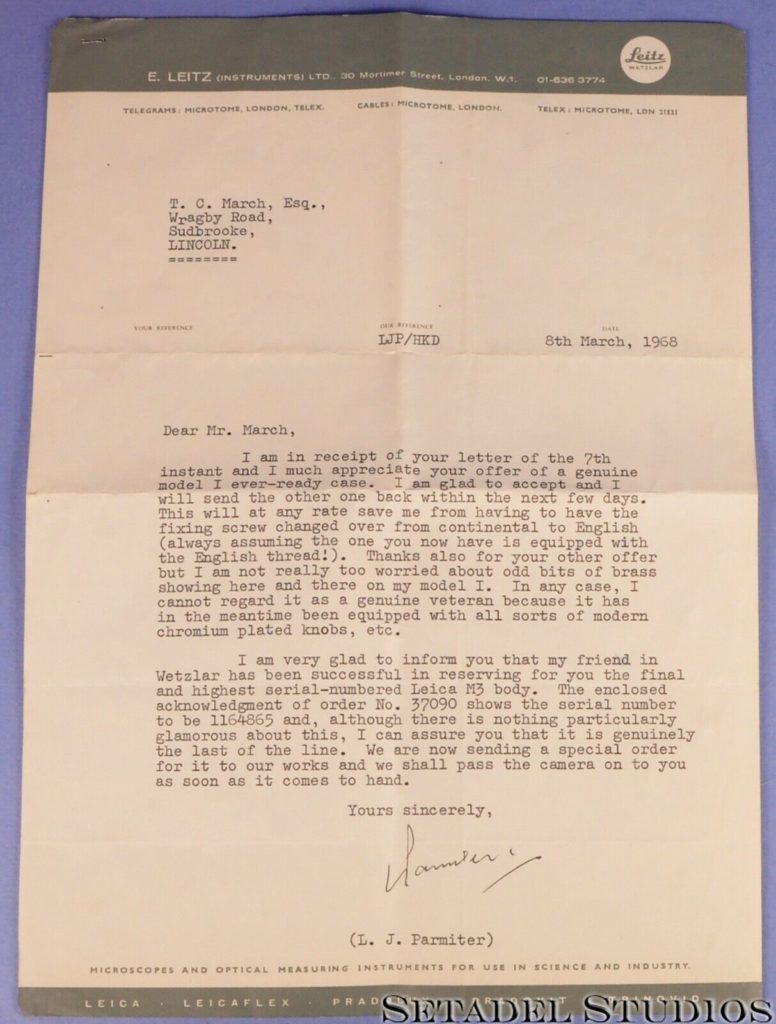 Leitz
WETZLAR
E. LEITZ (INSTRUMENTS) LTD., 30 Mortimer Street, London, W.1. 01-636 3774
TELEGRAMS: MICROTOME, LONDON, TELEX. CABLES: MICROTOME, LONDON. TELEX: MICROTOME, LDN 21531
T. C. March, Esq.,
Wragby Road,
Sudbrooke,
LINCOLN.
========
YOUR REFERENCE OUR REFERENCE DATE
LJP/HKD 8th March, 1968
Dear Mr. March,
I am in receipt of your letter of the 7th
instant and I much appreciate your offer of a genuine
model I ever-ready case. I am glad to accept and I
will send the other one back within the next few days.
This will at any rate save me from having to have the
fixing screw changed over from continental to English
(always assuming the one you now have is equipped with
the English thread!). Thanks also for your other offer
but I am not really too worried about odd bits of brass
showing here and there on my model I. In any case, I
cannot regard it as a genuine veteran because it has
in the meantime been equipped with all sorts of modern
chromium plated knobs, etc.
I am very glad to inform you that my friend in
Wetzlar has been successful in reserving for you the final
and highest serial-numbered Leica M3 body. The enclosed
acknowledgment of order No. 37090 shows the serial number
to be 1164865 and, although there is nothing particularly
glamorous about this, I can assure you that it is genuinely
the last of the line. We are now sending a special order
for it to our works and we shall pass the camera on to you
as soon as it comes to hand.
Yours sincerely,
(L. J. Parmiter)
MICROSCOPES AND OPTICAL MEASURING INSTRUMENTS FOR USE IN SCIENCE AND INDUSTRY.
LEICA · LEICAFLEX ·
SETADEL STUDIOS